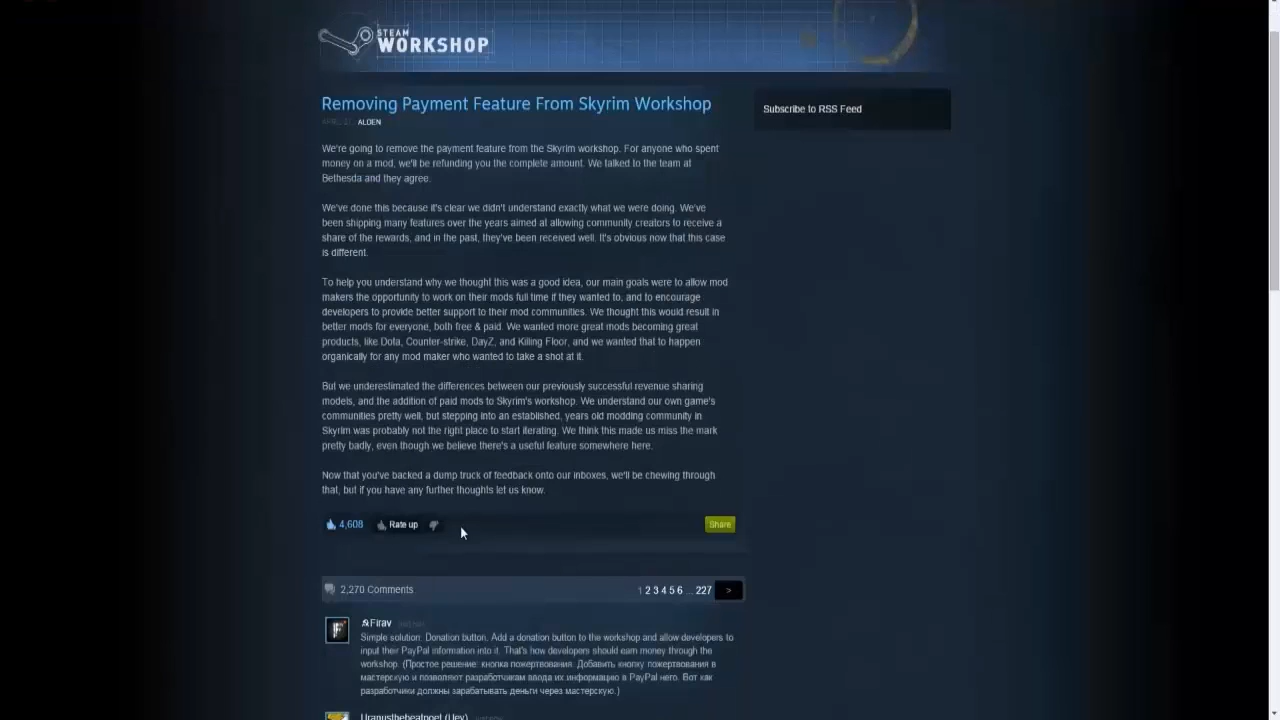 STEAM
WORKSHOP
Removing Payment Feature From Skyrim Workshop
Subscribe to RSS Feed
APRIL 27 ALDEN
We're going to remove the payment feature from the Skyrim workshop. For anyone who spent
money on a mod, we'll be refunding you the complete amount. We talked to the team at
Bethesda and they agree.
We've done this because it's clear we didn't understand exactly what we were doing. We've
been shipping many features over the years aimed at allowing community creators to receive a
share of the rewards, and in the past, they've been received well. It's obvious now that this case
is different.
To help you understand why we thought this was a good idea, our main goals were to allow mod
makers the opportunity to work on their mods full time if they wanted to, and to encourage
developers to provide better support to their mod communities. We thought this would result in
better mods for everyone, both free & paid. We wanted more great mods becoming great
products, like Dota, Counter-strike, DayZ, and Killing Floor, and we wanted that to happen
organically for any mod maker who wanted to take a shot at it.
But we underestimated the differences between our previously successful revenue sharing
models, and the addition of paid mods to Skyrim's workshop. We understand our own game's
communities pretty well, but stepping into an established, years old modding community in
Skyrim was probably not the right place to start iterating. We think this made us miss the mark
pretty badly, even though we believe there's a useful feature somewhere here.
Now that you've backed a dump truck of feedback onto our inboxes, we'll be chewing through
that, but if you have any further thoughts let us know.
4,608 Rate up Share
2,270 Comments 1 2 3 4 5 6 ... 227 >
Firav
Simple solution: Donation button. Add a donation button to the workshop and allow developers to
input their PayPal information into it. That's how developers should earn money through the
workshop. (Простое решение: кнопка пожертвования. Добавить кнопку пожертвования в
мастерскую и позволяют разработчикам ввода их информацию в PayPal него. Вот как
разработчики должны зарабатывать деньги через мастерскую.)